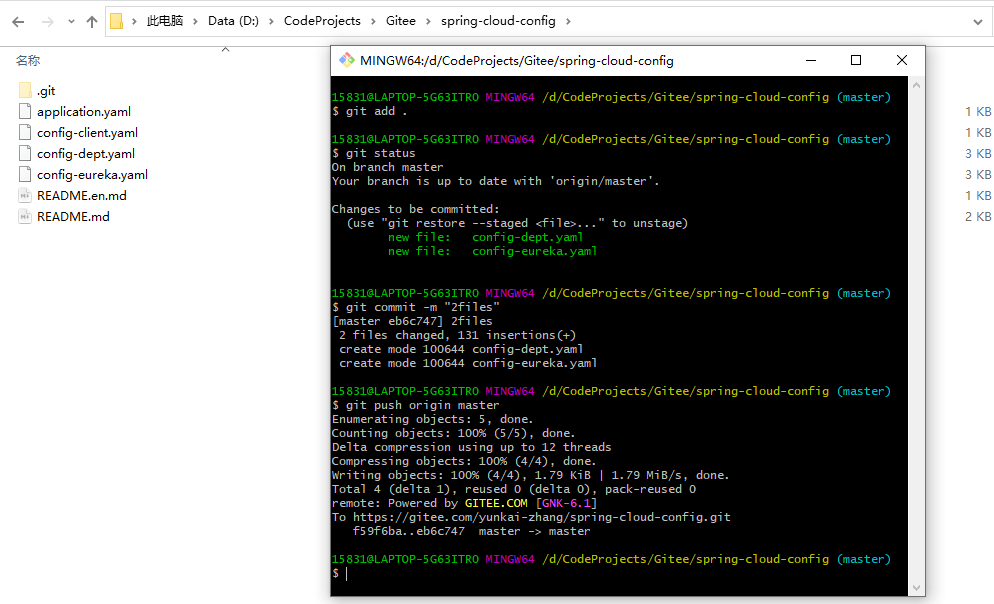 此电脑 > Data (D:) > CodeProjects > Gitee > spring-cloud-config >
名称
.git
application.yaml 1 KB
config-client.yaml 1 KB
config-dept.yaml 3 KB
config-eureka.yaml 3 KB
README.en.md 1 KB
README.md 2 KB
MINGW64:/d/CodeProjects/Gitee/spring-cloud-config
15831@LAPTOP-5G63ITRO MINGW64 /d/CodeProjects/Gitee/spring-cloud-config (master)
$ git add .
15831@LAPTOP-5G63ITRO MINGW64 /d/CodeProjects/Gitee/spring-cloud-config (master)
$ git status
On branch master
Your branch is up to date with 'origin/master'.
Changes to be committed:
(use "git restore --staged <file>..." to unstage)
new file: config-dept.yaml
new file: config-eureka.yaml
15831@LAPTOP-5G63ITRO MINGW64 /d/CodeProjects/Gitee/spring-cloud-config (master)
$ git commit -m "2files"
[master eb6c747] 2files
2 files changed, 131 insertions(+)
create mode 100644 config-dept.yaml
create mode 100644 config-eureka.yaml
15831@LAPTOP-5G63ITRO MINGW64 /d/CodeProjects/Gitee/spring-cloud-config (master)
$ git push origin master
Enumerating objects: 5, done.
Counting objects: 100% (5/5), done.
Delta compression using up to 12 threads
Compressing objects: 100% (4/4), done.
Writing objects: 100% (4/4), 1.79 KiB | 1.79 MiB/s, done.
Total 4 (delta 1), reused 0 (delta 0), pack-reused 0
remote: Powered by GITEE.COM [GNK-6.1]
To https://gitee.com/yunkai-zhang/spring-cloud-config.git
f59f6ba..eb6c747 master -> master
15831@LAPTOP-5G63ITRO MINGW64 /d/CodeProjects/Gitee/spring-cloud-config (master)
$